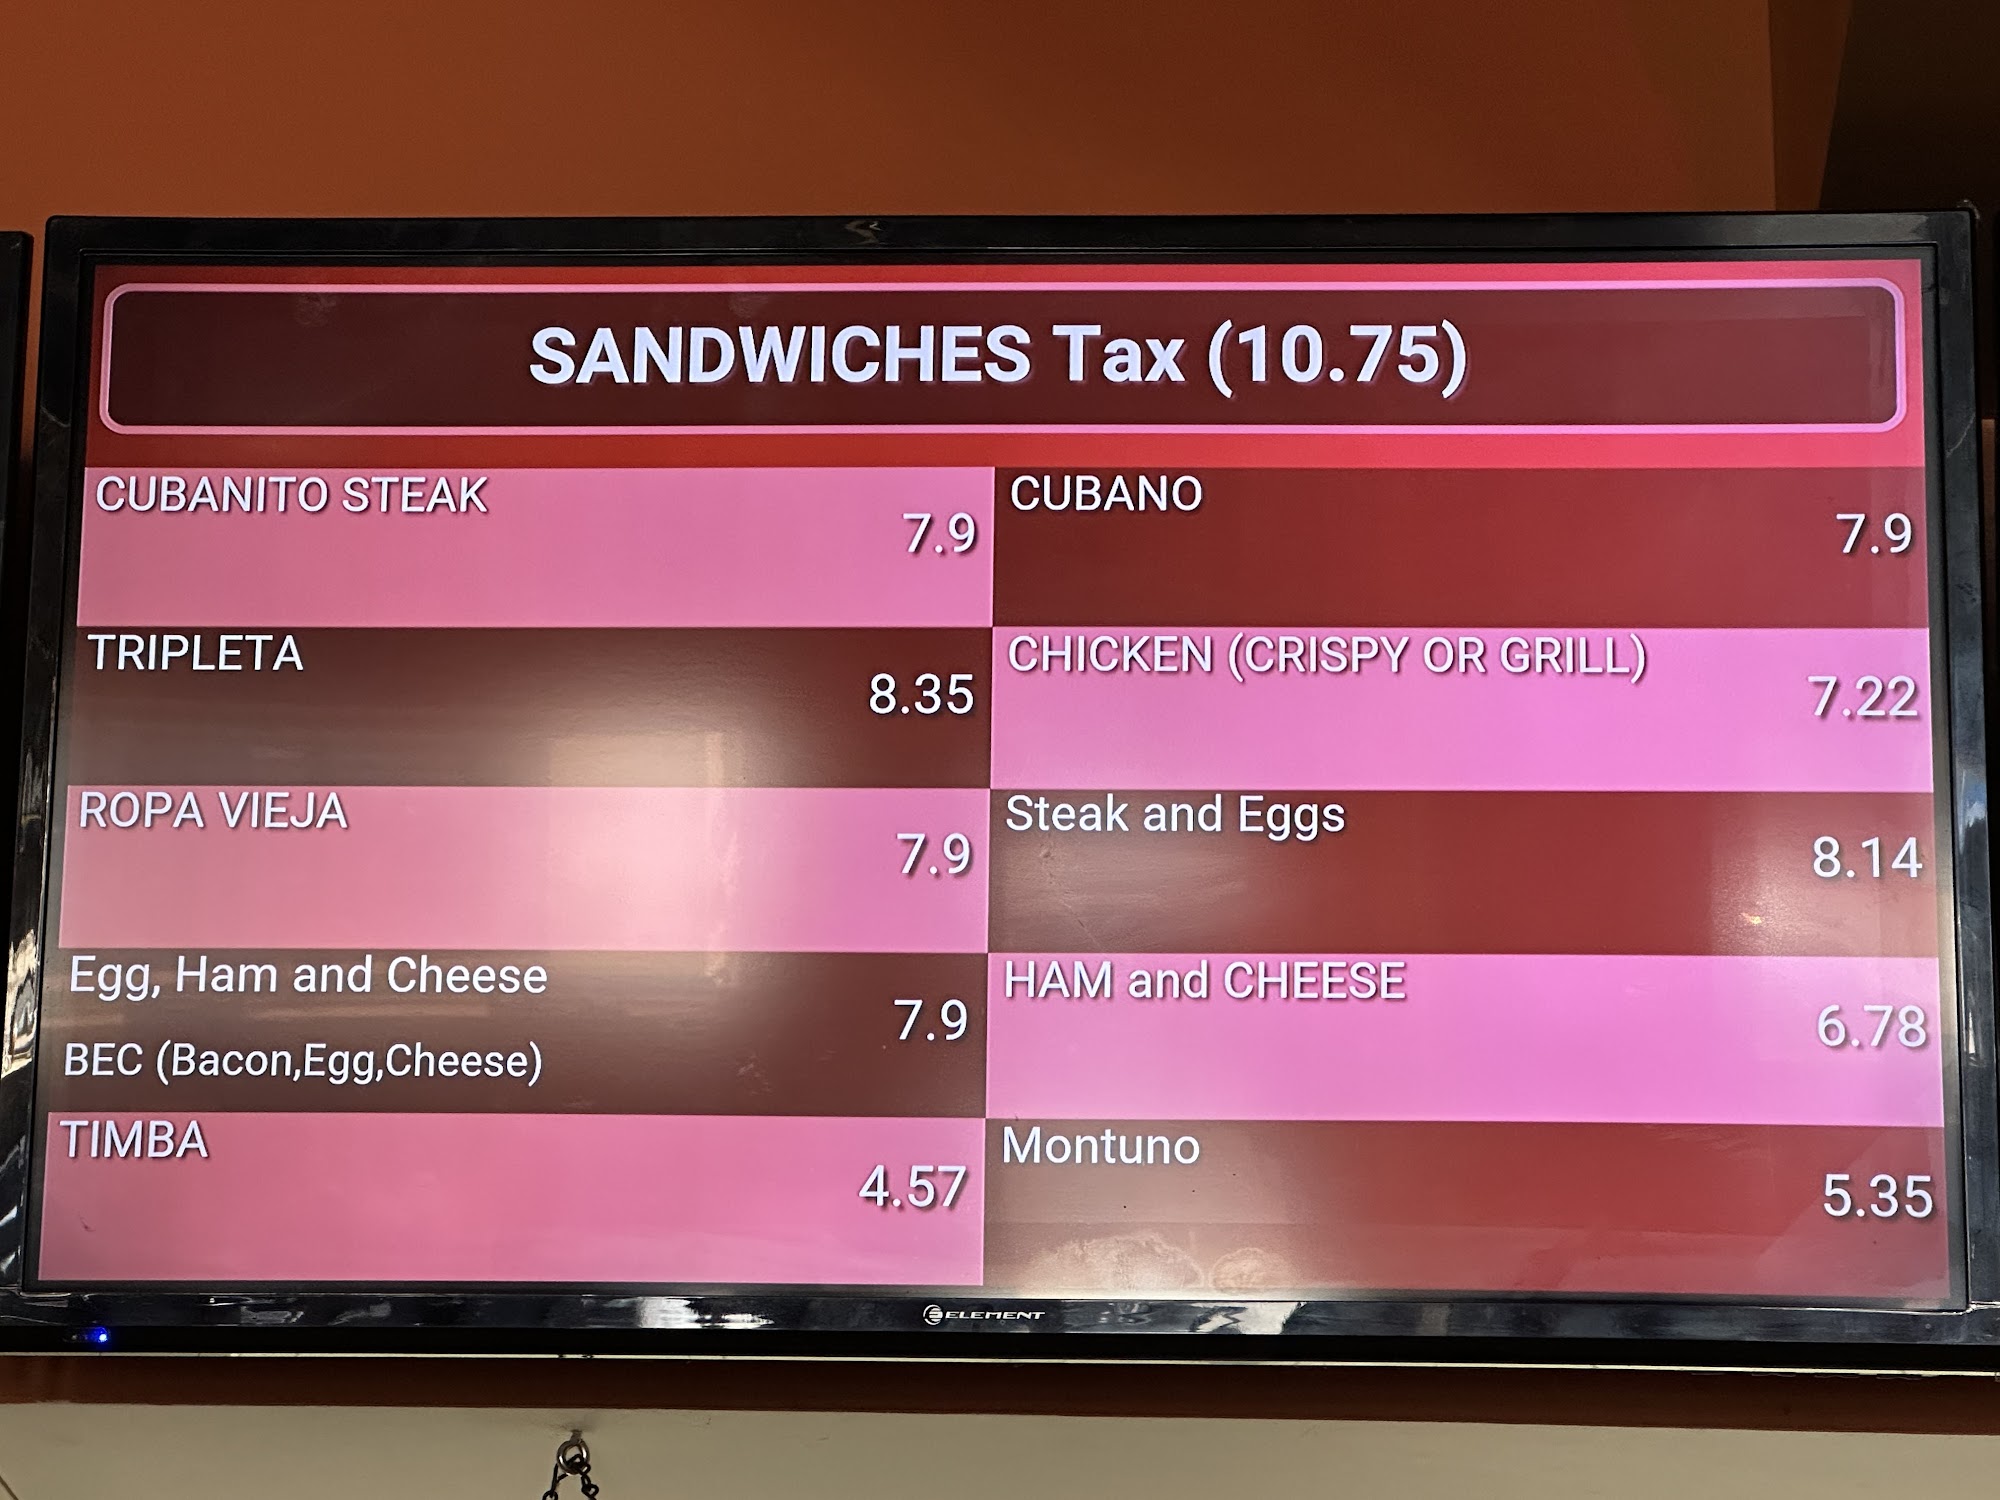 SANDWICHES Tax (10.75)
CUBANITO STEAK
7.9
CUBANO
7.9
TRIPLETA
8.35
CHICKEN (CRISPY OR GRILL)
7.22
ROPA VIEJA
7.9
Steak and Eggs
8.14
Egg, Ham and Cheese
7.9
BEC (Bacon,Egg,Cheese)
HAM and CHEESE
6.78
TIMBA
4.57
Montuno
5.35
ELEMENT